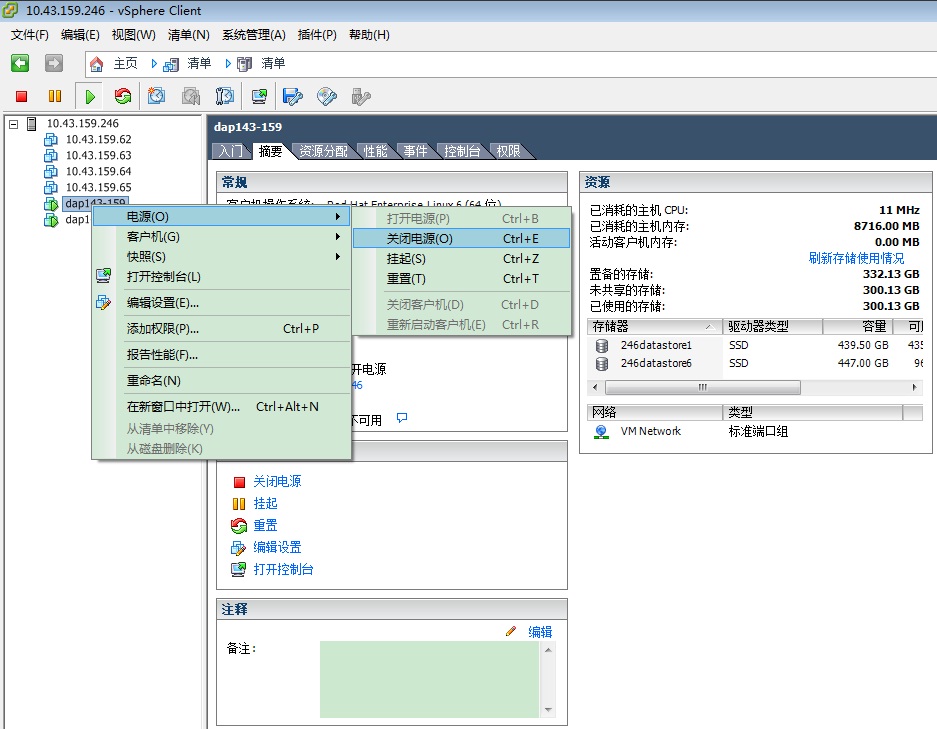 10.43.159.246 - vSphere Client
文件(F) 编辑(E) 视图(W) 清单(N) 系统管理(A) 插件(P) 帮助(H)
主页 清单 清单
10.43.159.246
10.43.159.62
10.43.159.63
10.43.159.64
10.43.159.65
dap143-159
dap1
电源(O)
客户机(G)
快照(S)
打开控制台(L)
编辑设置(E)...
添加权限(P)... Ctrl+P
报告性能(F)...
重命名(N)
在新窗口中打开(W)... Ctrl+Alt+N
从清单中移除(Y)
从磁盘删除(K)
打开电源(P) Ctrl+B
关闭电源(O) Ctrl+E
挂起(S) Ctrl+Z
重置(T) Ctrl+T
关闭客户机(D) Ctrl+D
重新启动客户机(E) Ctrl+R
dap143-159
入门 摘要 资源分配 性能 事件 控制台 权限
常规
客户机操作系统: Red Hat Enterprise Linux 6 (64 位)
开电源
46
不可用
关闭电源
挂起
重置
编辑设置
打开控制台
注释
编辑
备注:
资源
已消耗的主机 CPU: 11 MHz
已消耗的主机内存: 8716.00 MB
活动客户机内存: 0.00 MB
刷新存储使用情况
置备的存储: 332.13 GB
未共享的存储: 300.13 GB
已使用的存储: 300.13 GB
存储器 驱动器类型 容量 可
246datastore1 SSD 439.50 GB 435
246datastore6 SSD 447.00 GB 96
网络 类型
VM Network 标准端口组